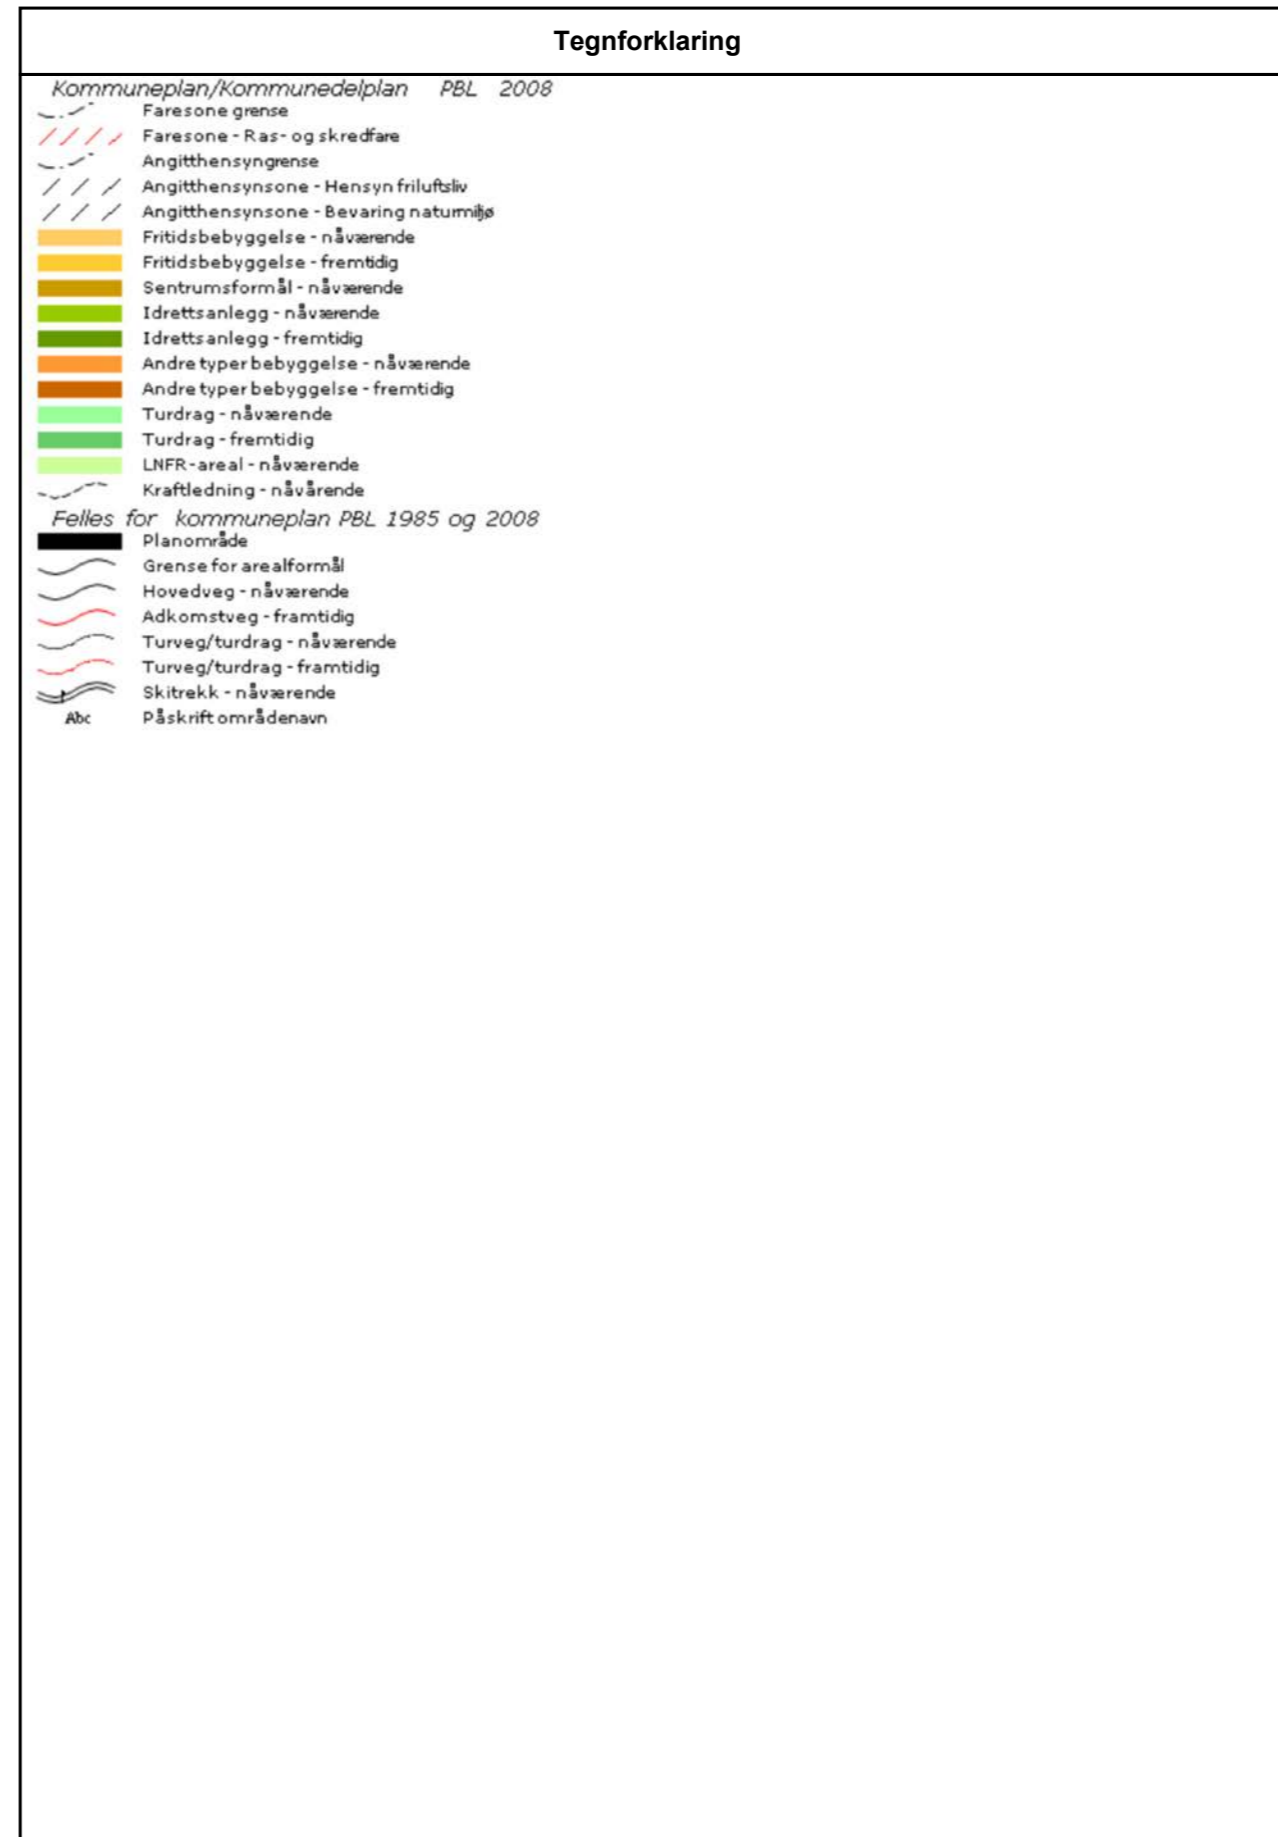 Tegnforklaring
Kommuneplan/Kommunedelplan PBL 2008
Faresone grense
Faresone - Ras- og skredfare
Angitthensyngrense
Angitthensynsone - Hensyn friluftsliv
Angitthensynsone - Bevaring naturmiljø
Fritidsbebyggelse - nåværende
Fritidsbebyggelse - fremtidig
Sentrumsformål - nåværende
Idrettsanlegg - nåværende
Idrettsanlegg - fremtidig
Andre typer bebyggelse - nåværende
Andre typer bebyggelse - fremtidig
Turdrag - nåværende
Turdrag - fremtidig
LNFR-areal - nåværende
Kraftledning - nåvårende
Felles for kommuneplan PBL 1985 og 2008
Planområde
Grense for arealformål
Hovedveg - nåværende
Adkomstveg - framtidig
Turveg/turdrag - nåværende
Turveg/turdrag - framtidig
Skitrekk - nåværende
Abc Påskrift områdenavn